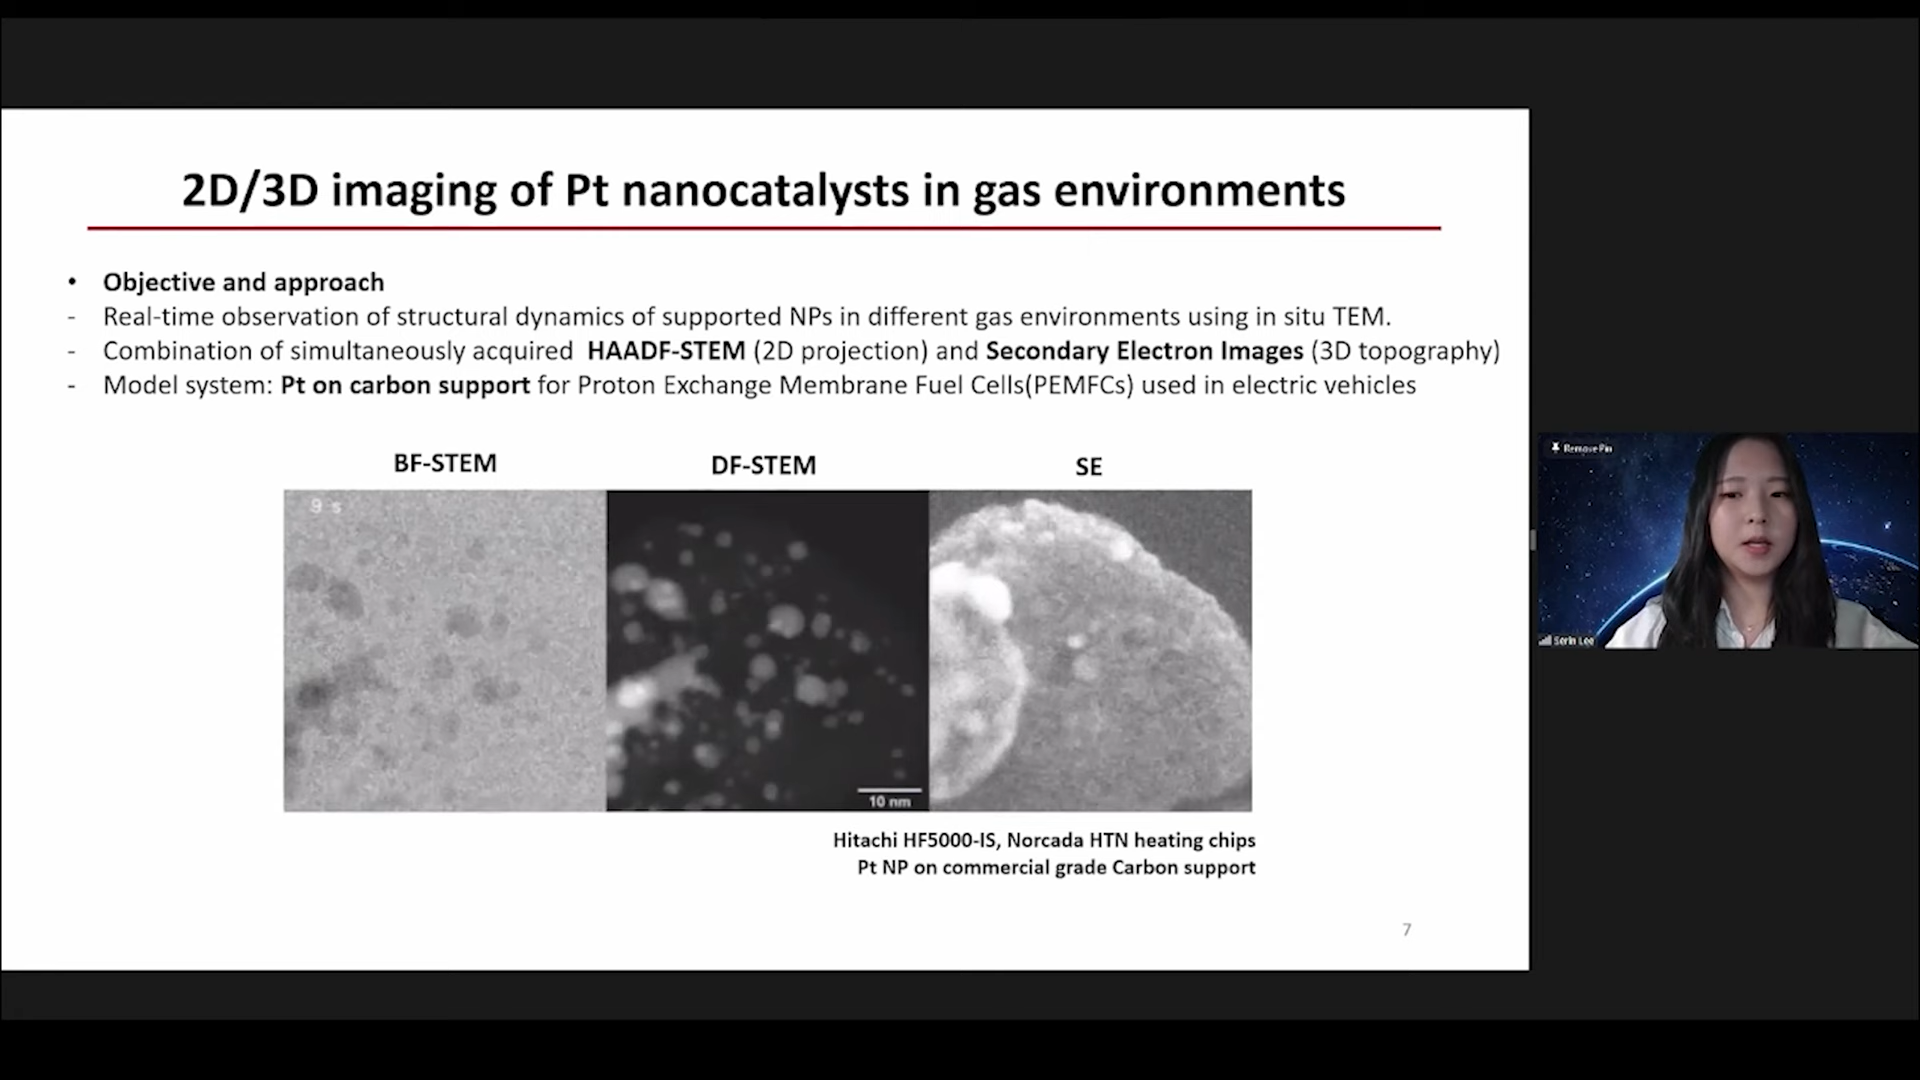 2D/3D imaging of Pt nanocatalysts in gas environments
• Objective and approach
- Real-time observation of structural dynamics of supported NPs in different gas environments using in situ TEM.
- Combination of simultaneously acquired HAADF-STEM (2D projection) and Secondary Electron Images (3D topography)
- Model system: Pt on carbon support for Proton Exchange Membrane Fuel Cells(PEMFCs) used in electric vehicles
BF-STEM
DF-STEM
SE
9 s
10 nm
Hitachi HF5000-IS, Norcada HTN heating chips
Pt NP on commercial grade Carbon support
7
Remove Pin
Serin Lee